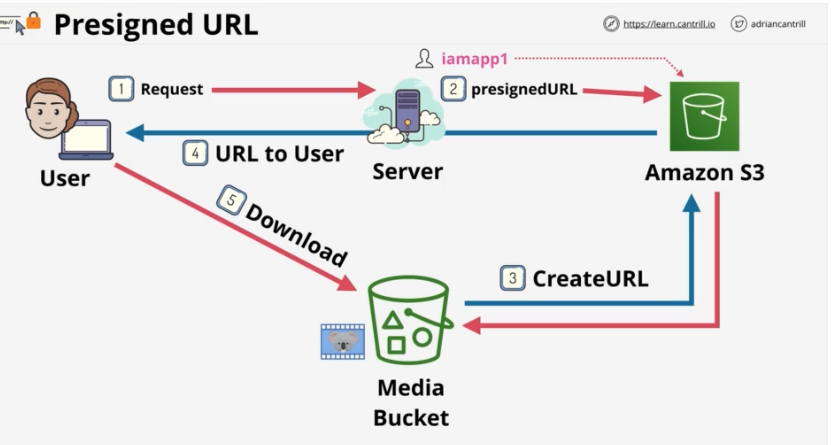 Presigned URL
https://learn.cantrill.io
adriancantrill
iamapp1
1 Request
2 presignedURL
4 URL to User
Server
User
Amazon S3
5 Download
3 CreateURL
Media
Bucket